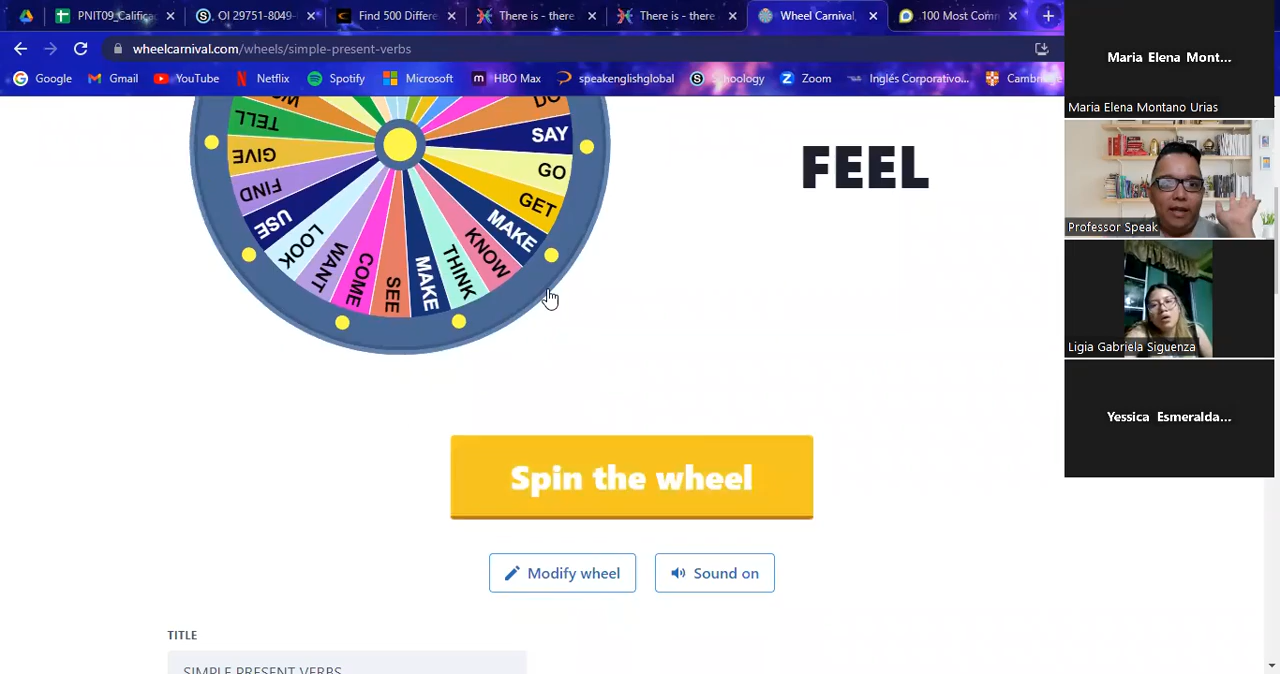 PNIT09_Califica
OI 29751-8049-
Find 500 Differe
There is - there
There is - there
Wheel Carnival,
100 Most Comm
wheelcarnival.com/wheels/simple-present-verbs
Google
Gmail
YouTube
Netflix
Spotify
Microsoft
HBO Max
speakenglishglobal
Schoology
Zoom
Inglés Corporativo...
Cambri
Maria Elena Mont...
Maria Elena Montano Urias
Professor Speak
Ligia Gabriela Siguenza
Yessica Esmeralda...
TELL
GIVE
FIND
USE
LOOK
WANT
COME
SEE
MAKE
THINK
KNOW
MAKE
GET
GO
SAY
DO
FEEL
Spin the wheel
Modify wheel
Sound on
TITLE
SIMPLE PRESENT VERBS